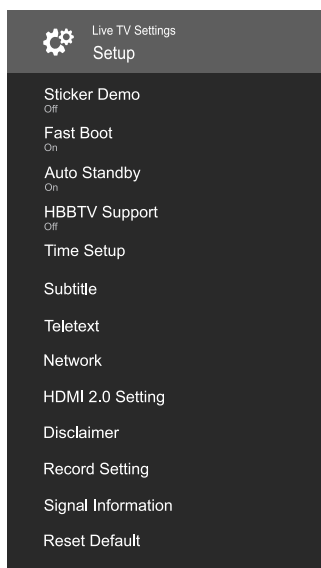 Live TV Settings
Setup
Sticker Demo
Off
Fast Boot
On
Auto Standby
On
HBBTV Support
Off
Time Setup
Subtitle
Teletext
Network
HDMI 2.0 Setting
Disclaimer
Record Setting
Signal Information
Reset Default